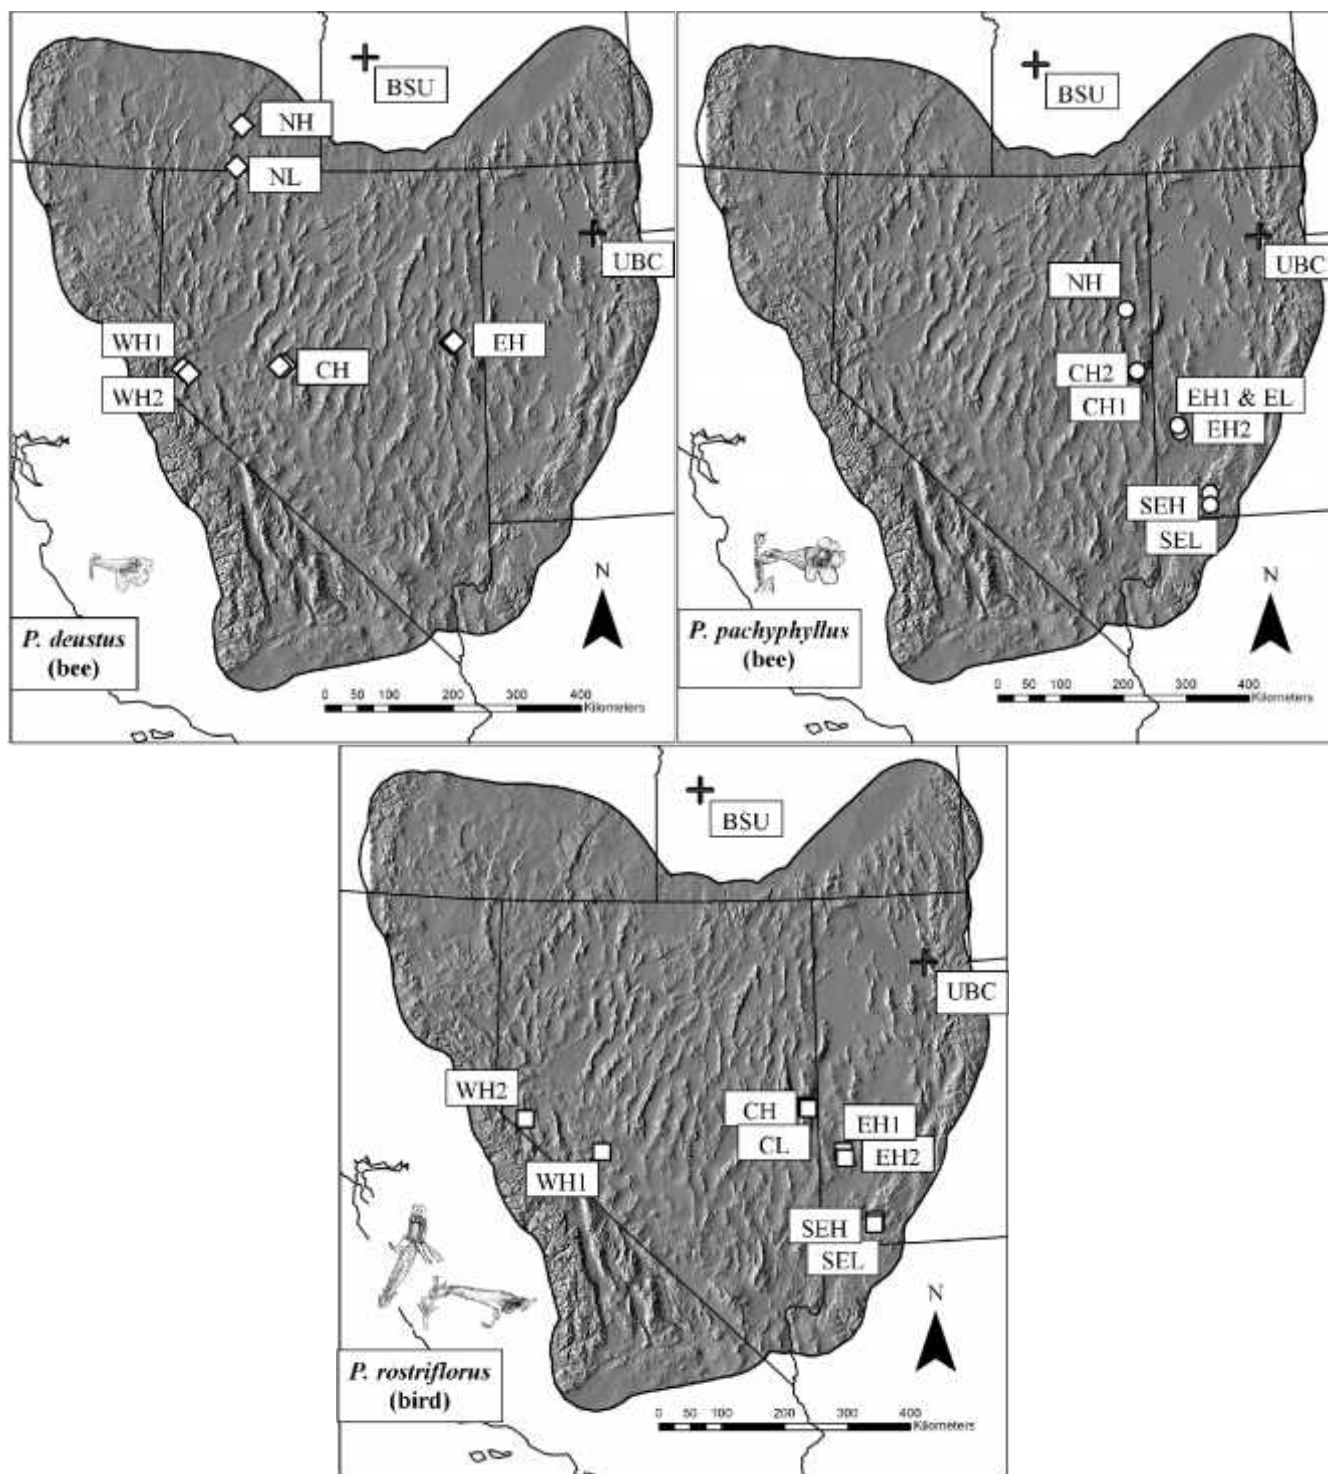 BSU
NH
NL
UBC
WH1
EH
CH
WH2
N
P. deustus
(bee)
0 50 100 200 300 400
Kilometers
BSU
UBC
NH
CH2
EH1 & EL
CH1
EH2
SEH
SEL
N
P. pachyphyllus
(bee)
0 50 100 200 300 400
Kilometers
BSU
UBC
WH2
CH
EH1
CL
EH2
WH1
SEH
SEL
N
P. rostriflorus
(bird)
0 50 100 200 300 400
Kilometers